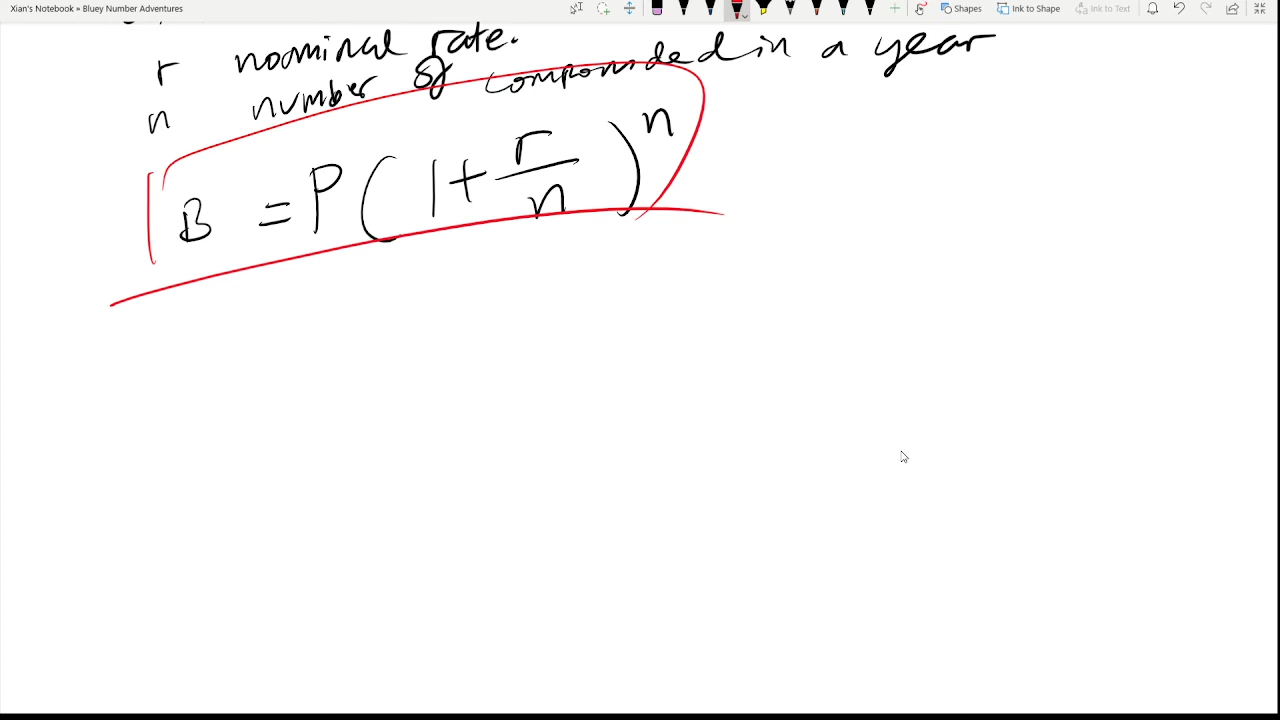 Xian's Notebook » Bluey Number Adventures
Shapes Ink to Shape Ink to Text
r nominal rate.
n number of compounded in a year
B = P(1+r/n)^n